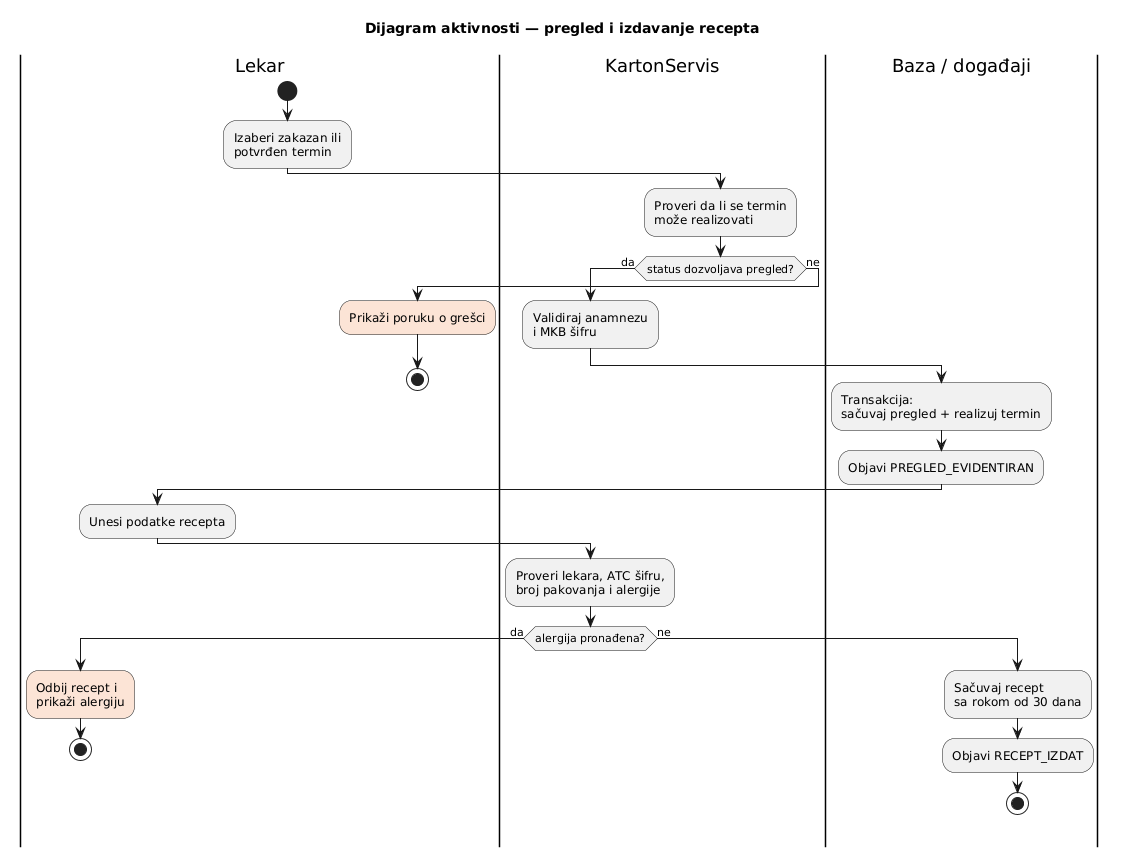 Dijagram aktivnosti — pregled i izdavanje recepta
Lekar
KartonServis
Baza / događaji
Izaberi zakazan ili
potvrđen termin
Proveri da li se termin
može realizovati
da
status dozvoljava pregled?
ne
Prikaži poruku o grešci
Validiraj anamnezu
i MKB šifru
Transakcija:
sačuvaj pregled + realizuj termin
Objavi PREGLED_EVIDENTIRAN
Unesi podatke recepta
Proveri lekara, ATC šifru,
broj pakovanja i alergije
da
alergija pronađena?
ne
Odbij recept i
prikaži alergiju
Sačuvaj recept
sa rokom od 30 dana
Objavi RECEPT_IZDAT